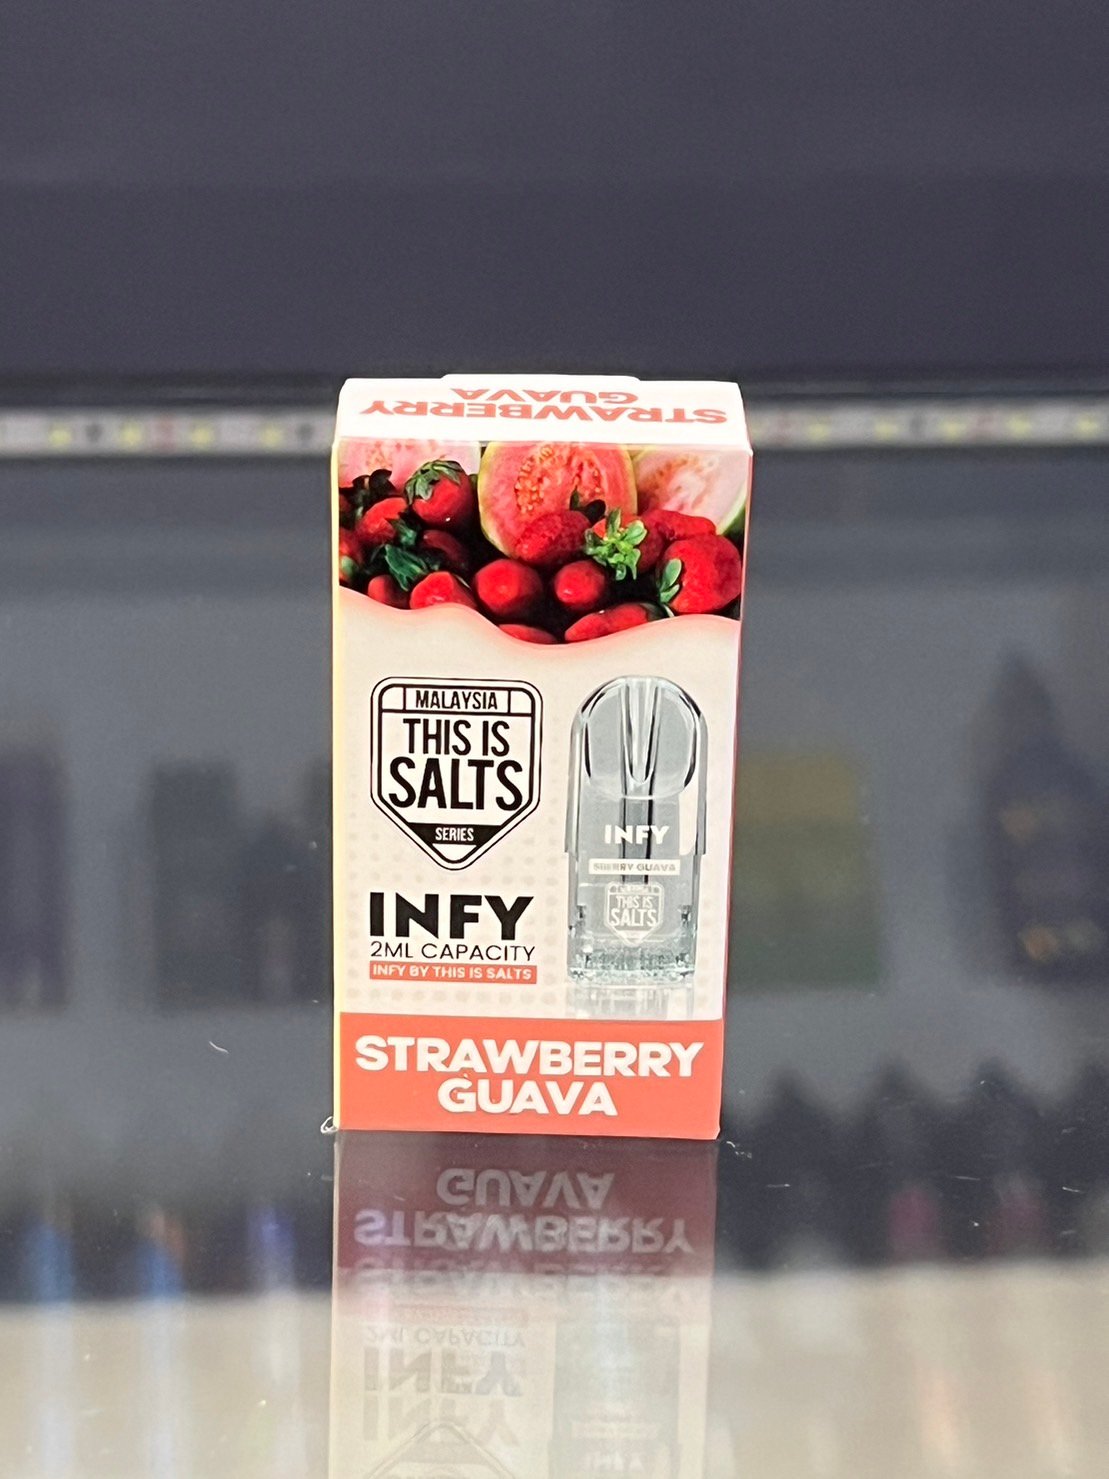 STRAWBERRY
GUAVA
MALAYSIA
THIS IS
SALTS
SERIES
INFY
2ML CAPACITY
INFY BY THIS IS SALTS
INFY
GUAVA
THIS IS
SALTS
STRAWBERRY
GUAVA